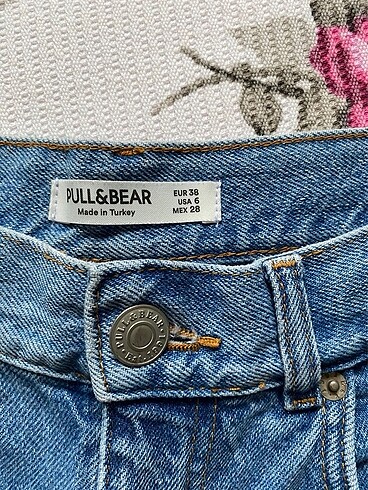 PULL&BEAR
Made in Turkey
EUR 38
USA 6
MEX 28
PULL & BEAR